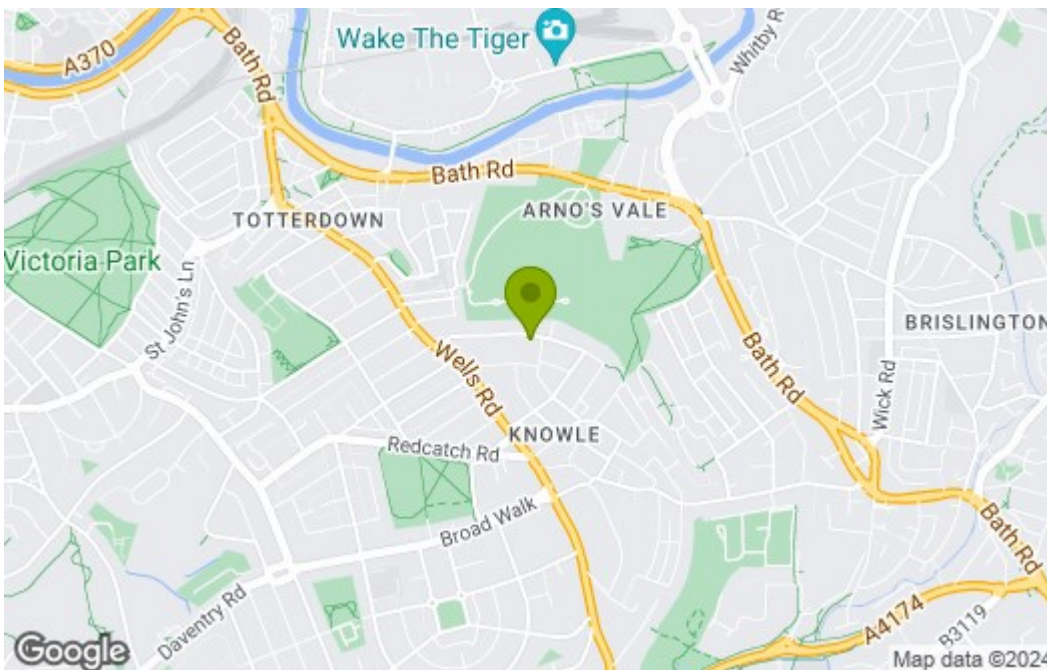 A370
Bath Rd
Wake The Tiger
Whitby R
Bath Rd
TOTTERDOWN
ARNO'S VALE
Victoria Park
St John's Ln
BRISLINGTON
Wells Rd
Bath Rd
Wick Rd
KNOWLE
Redcatch Rd
Broad Walk
Bath Rd
Daventry Rd
A4174
B3119
Google
Map data ©2024